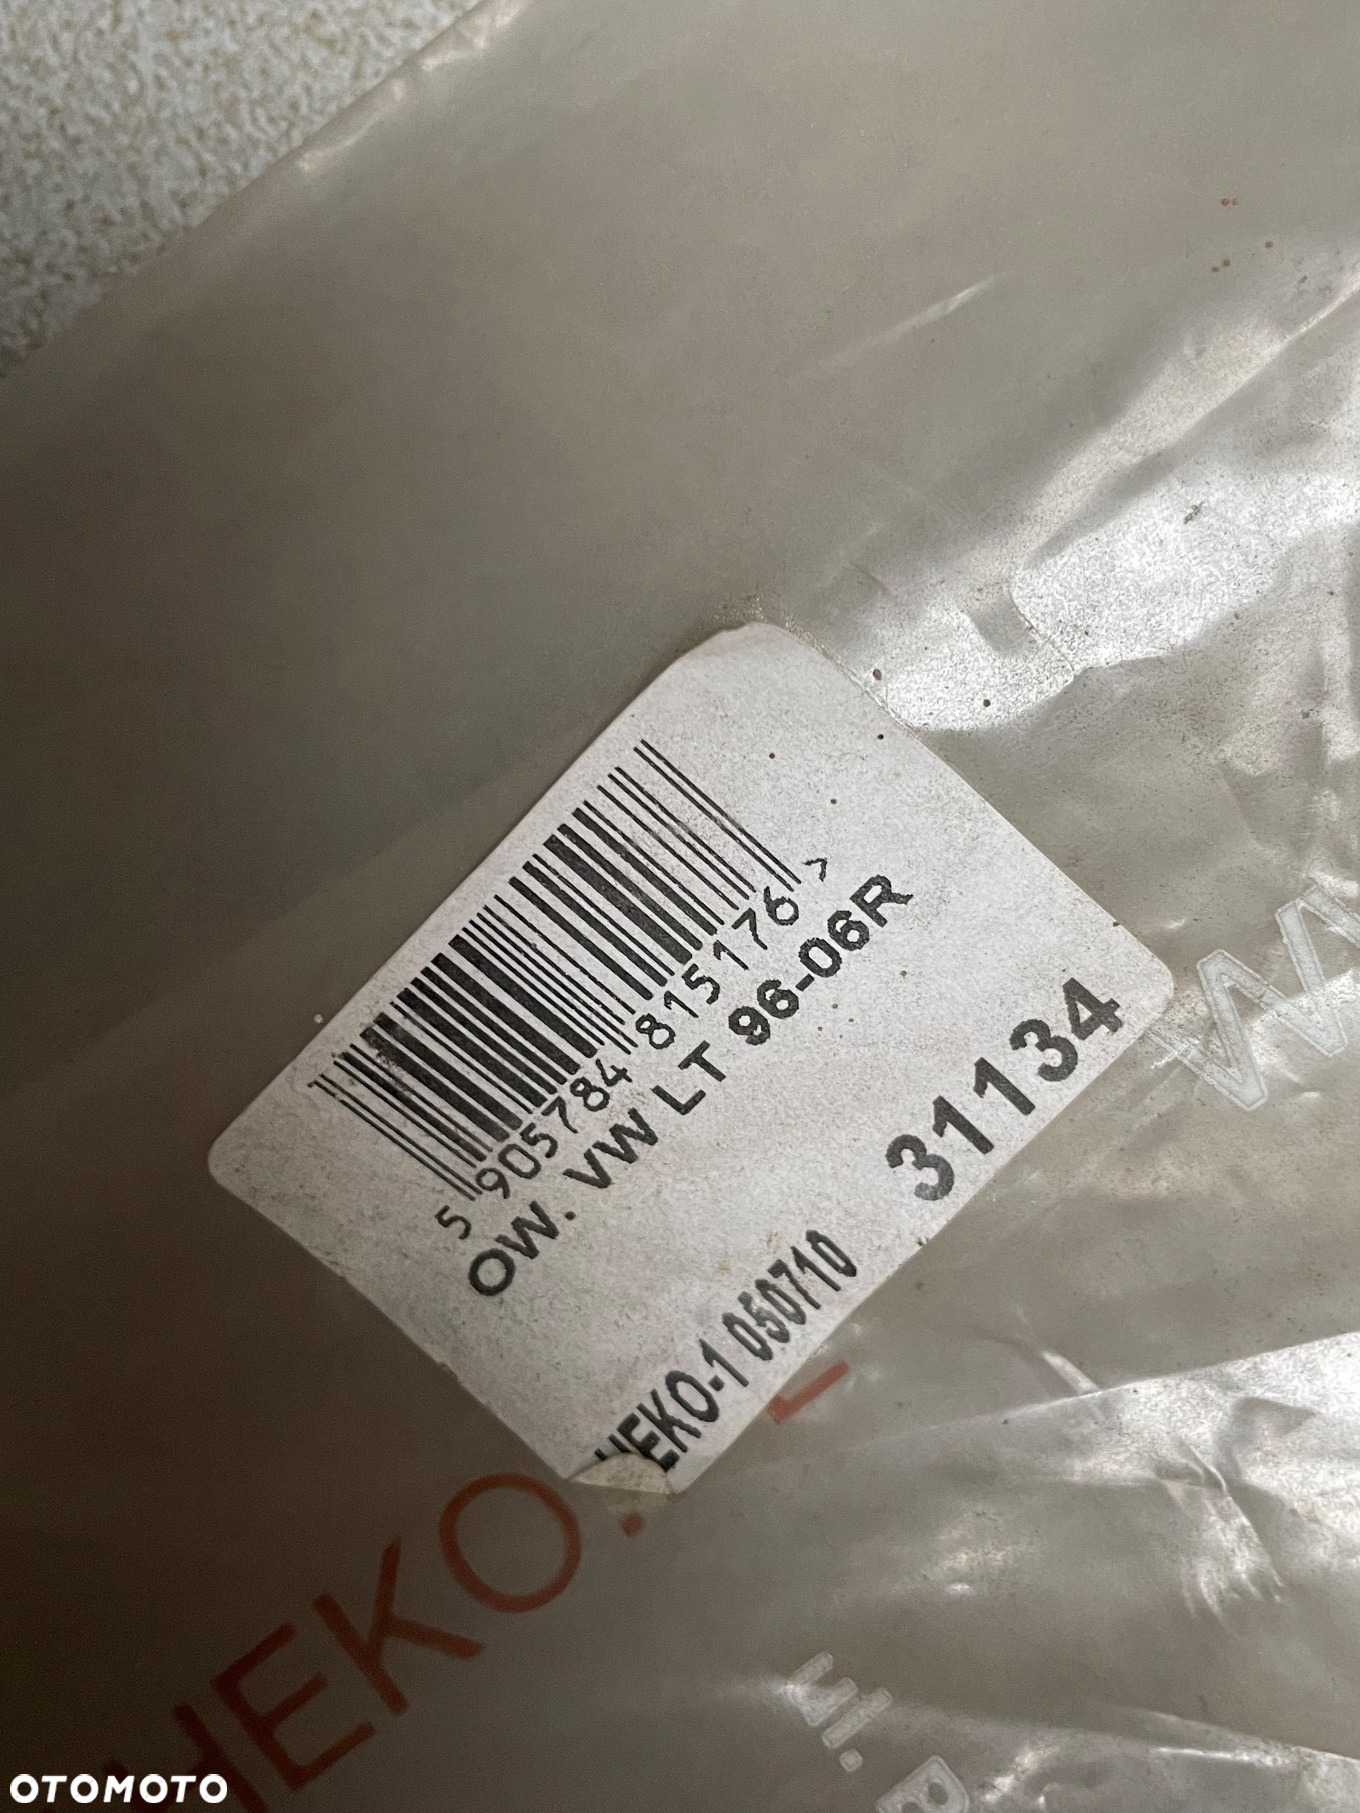 5 905784 815176 >
OW. VW LT 96-06R
31134
HEKO-1 050710
HEKO.
OTOMOTO